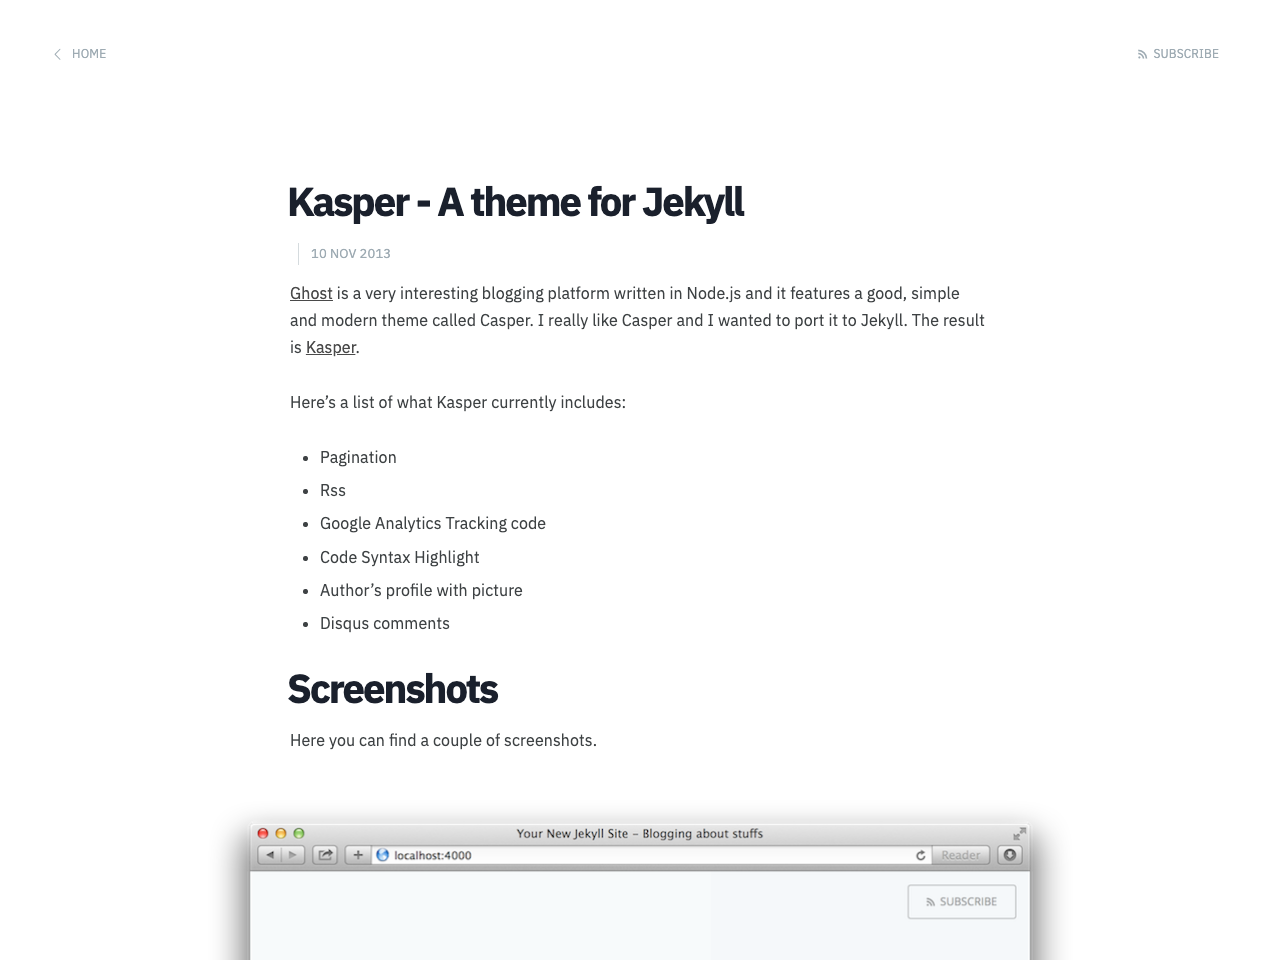 HOME
SUBSCRIBE
Kasper - A theme for Jekyll
10 NOV 2013
Ghost is a very interesting blogging platform written in Node.js and it features a good, simple
and modern theme called Casper. I really like Casper and I wanted to port it to Jekyll. The result
is Kasper.
Here’s a list of what Kasper currently includes:
Pagination
Rss
Google Analytics Tracking code
Code Syntax Highlight
Author’s profile with picture
Disqus comments
Screenshots
Here you can find a couple of screenshots.
Your New Jekyll Site – Blogging about stuffs
localhost:4000
Reader
SUBSCRIBE